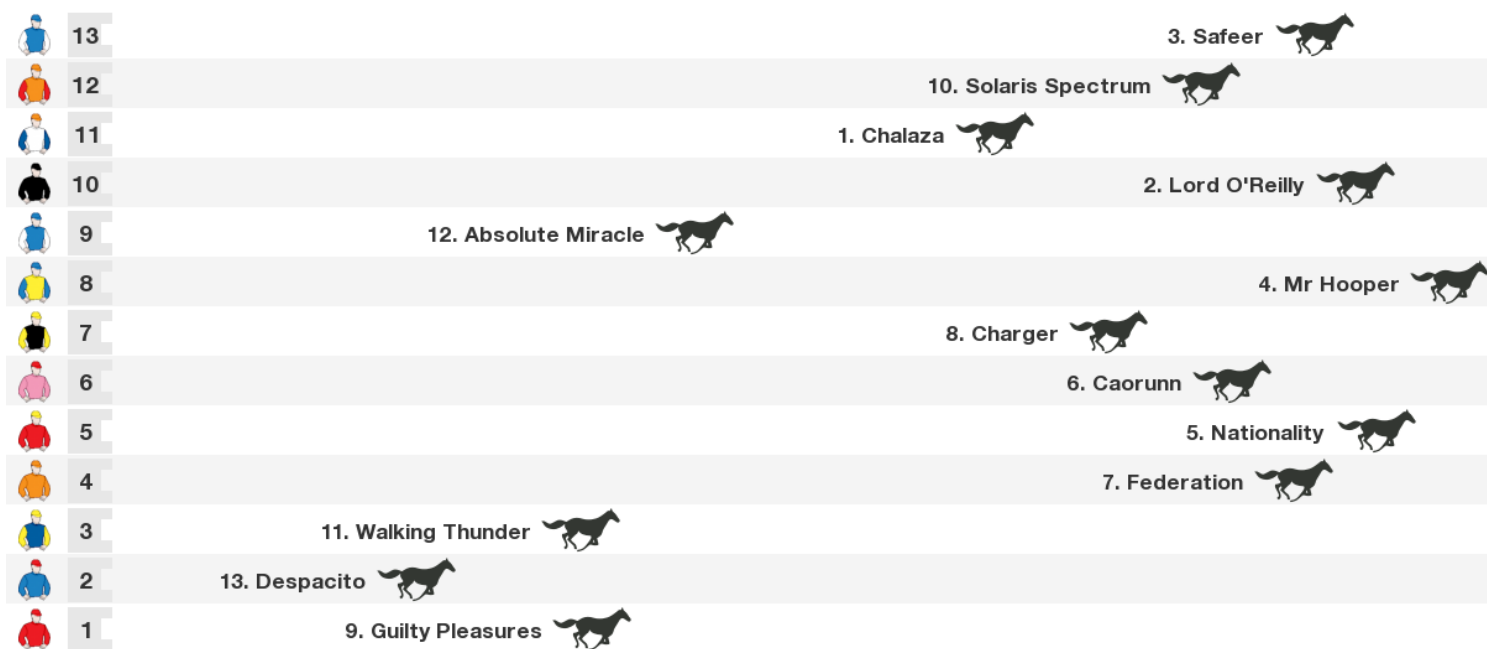 13 3. Safeer
12 10. Solaris Spectrum
11 1. Chalaza
10 2. Lord O'Reilly
9 12. Absolute Miracle
8 4. Mr Hooper
7 8. Charger
6 6. Caorunn
5 5. Nationality
4 7. Federation
3 11. Walking Thunder
2 13. Despacito
1 9. Guilty Pleasures